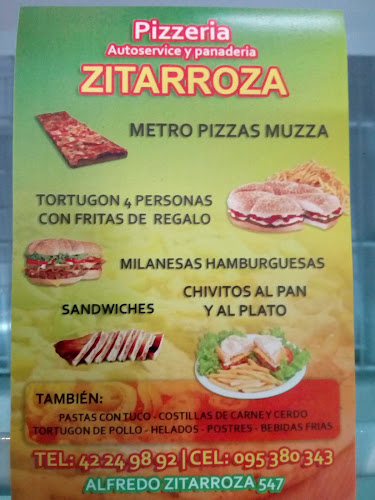 Pizzeria
Autoservice y panaderia
ZITARROZA
METRO PIZZAS MUZZA
TORTUGON 4 PERSONAS
CON FRITAS DE REGALO
MILANESAS HAMBURGUESAS
SANDWICHES
CHIVITOS AL PAN
Y AL PLATO
TAMBIÉN:
PASTAS CON TUCO - COSTILLAS DE CARNE Y CERDO
TORTUGON DE POLLO - HELADOS - POSTRES - BEBIDAS FRIAS
TEL: 42 24 98 92 | CEL: 095 380 343
ALFREDO ZITARROZA 547